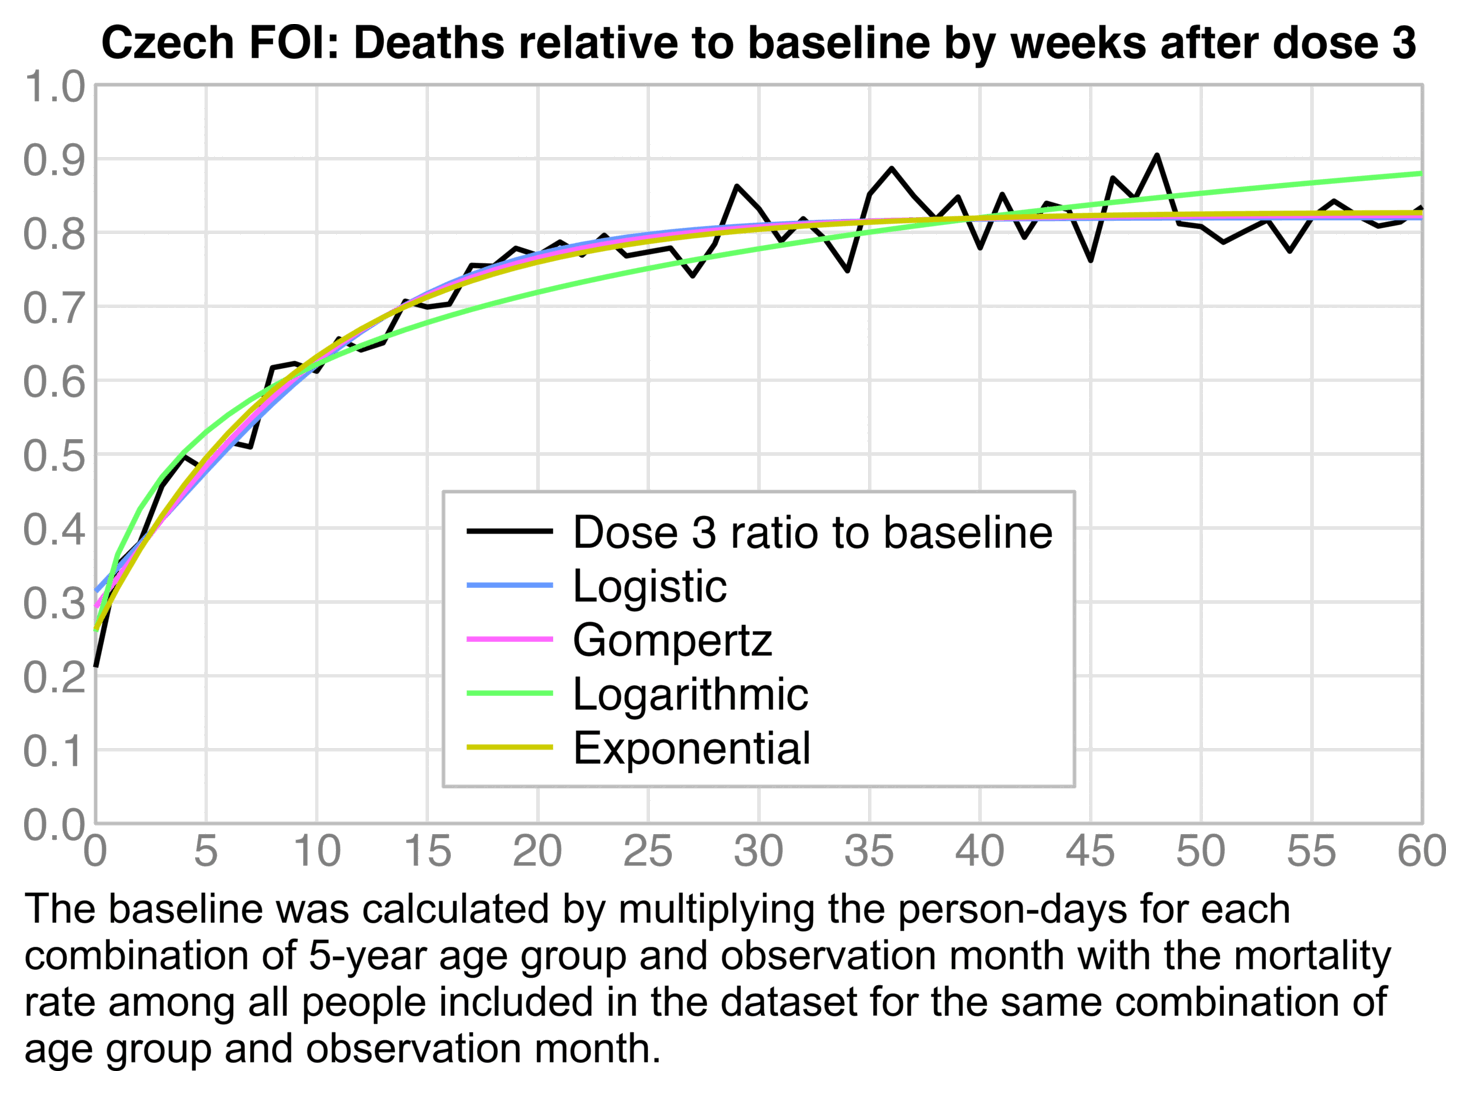 Czech FOI: Deaths relative to baseline by weeks after dose 3
1.0
0.9
0.8
0.7
0.6
0.5
0.4
0.3
0.2
0.1
0.0
Dose 3 ratio to baseline
Logistic
Gompertz
Logarithmic
Exponential
0 5 10 15 20 25 30 35 40 45 50 55 60
The baseline was calculated by multiplying the person-days for each
combination of 5-year age group and observation month with the mortality
rate among all people included in the dataset for the same combination of
age group and observation month.